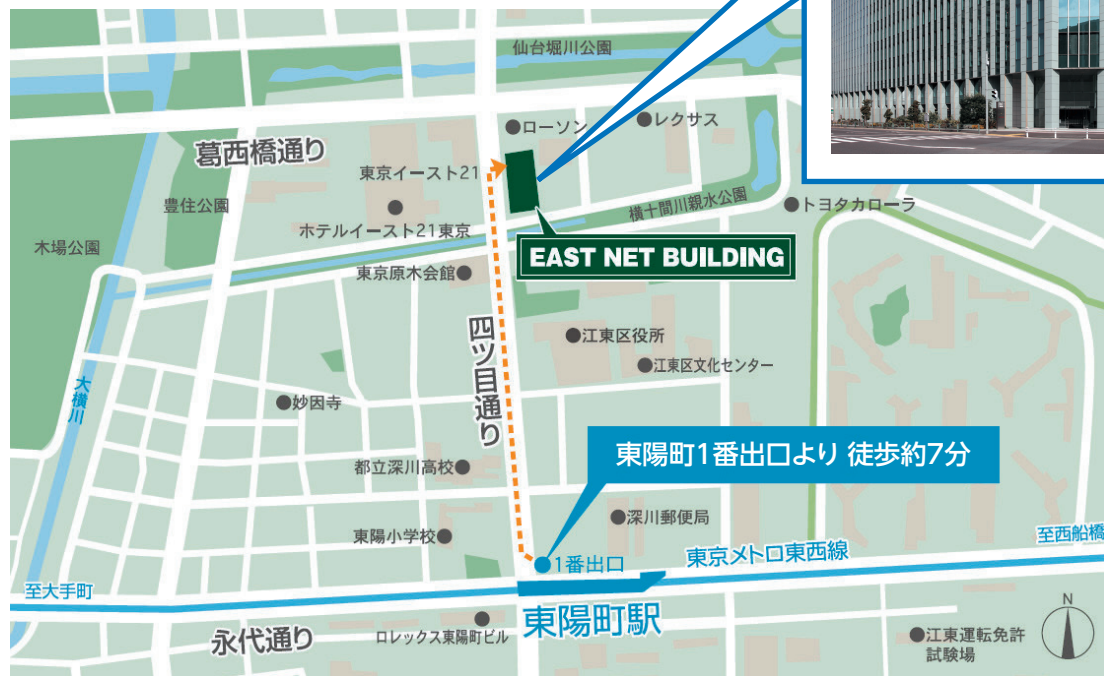 仙台堀川公園
ローソン
レクサス
葛西橋通り
東京イースト21
豊住公園
横十間川親水公園
トヨタカローラ
ホテルイースト21東京
木場公園
EAST NET BUILDING
東京原木会館
四ツ目通り
江東区役所
江東区文化センター
大横川
妙因寺
東陽町1番出口より 徒歩約7分
都立深川高校
深川郵便局
東陽小学校
至西船橋
東京メトロ東西線
1番出口
至大手町
N
東陽町駅
永代通り
ロレックス東陽町ビル
江東運転免許
試験場